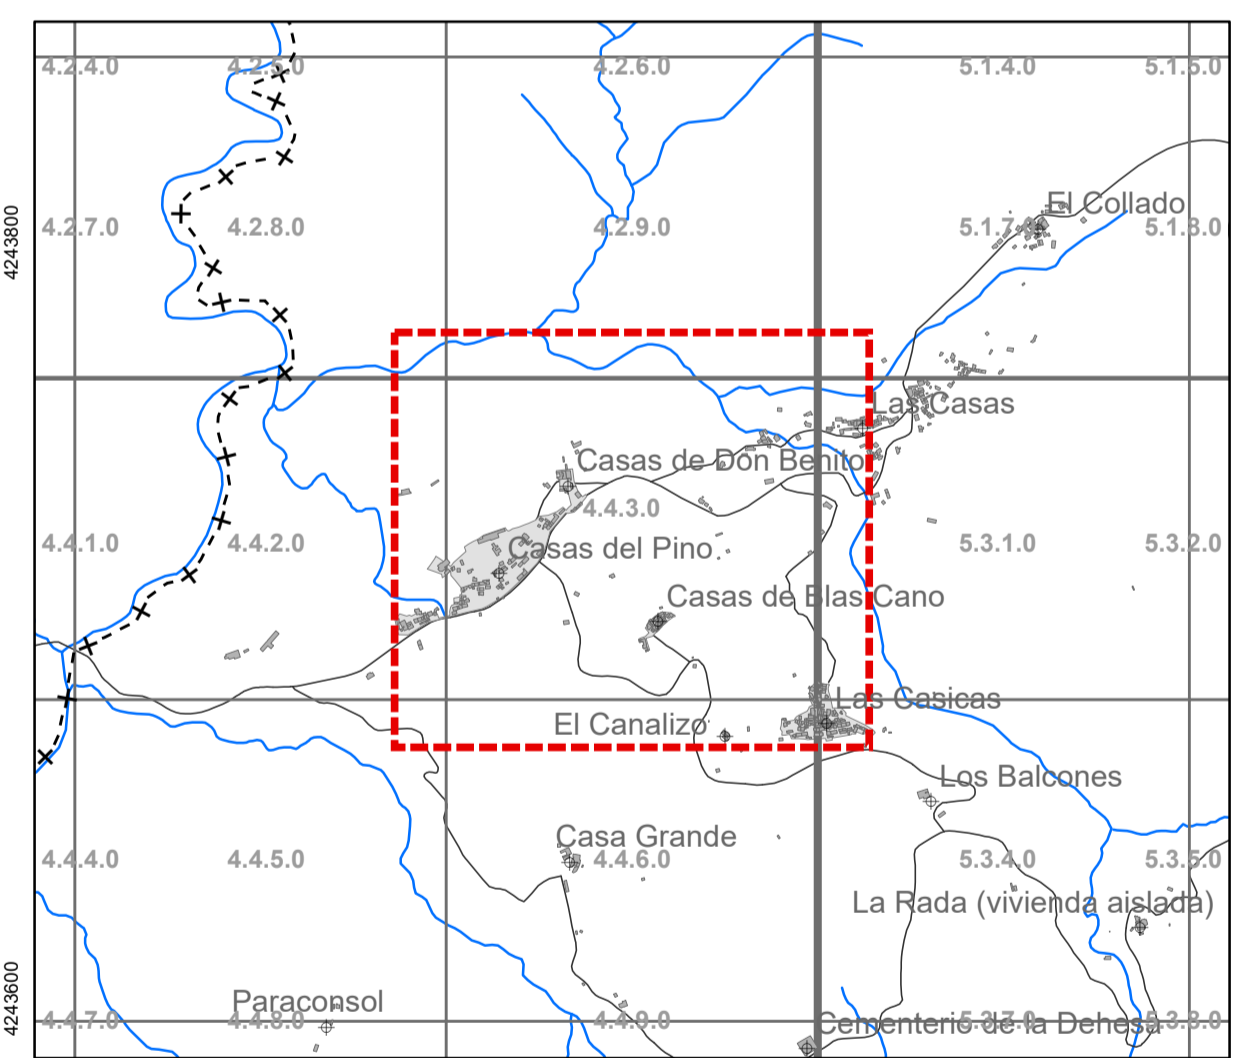 4.2.4.0 4.2.5.0 4.2.6.0 5.1.4.0 5.1.5.0
El Collado
4243800
4.2.7.0 4.2.8.0 4.2.9.0 5.1.7.0 5.1.8.0
Las Casas
Casas de Don Benito
4.4.3.0
4.4.1.0 4.4.2.0 Casas del Pino 5.3.1.0 5.3.2.0
Casas de Blas Cano
Las Casicas
El Canalizo
Los Balcones
Casa Grande
4.4.4.0 4.4.5.0 4.4.6.0 5.3.4.0 5.3.5.0
La Rada (vivienda aislada)
4243600
Paraconsol
4.4.7.0 4.4.8.0 4.4.9.0 Cementerio de la Dehesa 5.3.8.0